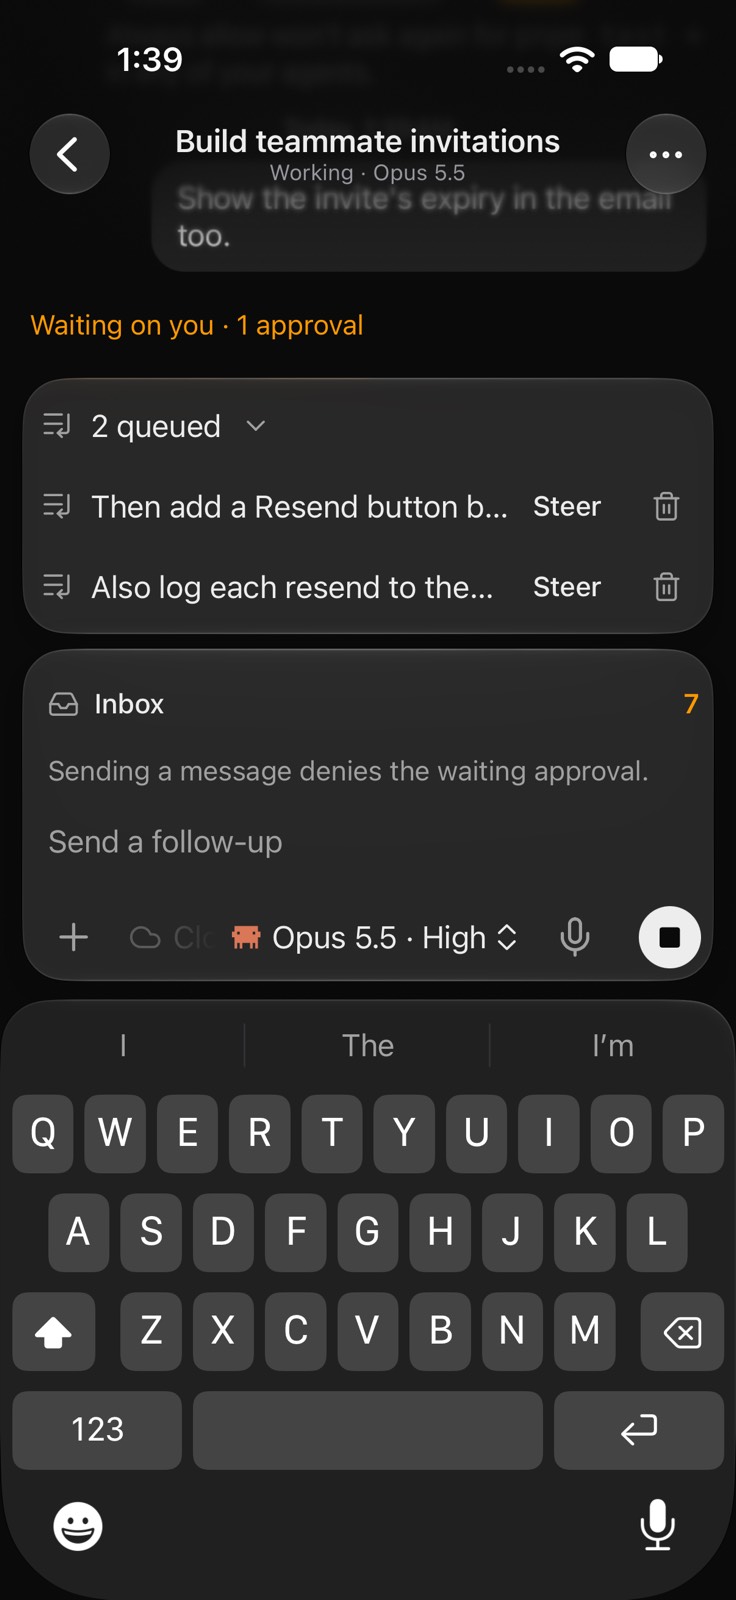 1:39
Build teammate invitations
Working · Opus 5.5
Show the invite's expiry in the email
too.
Waiting on you · 1 approval
2 queued
Then add a Resend button b... Steer
Also log each resend to the... Steer
Inbox 7
Sending a message denies the waiting approval.
Send a follow-up
Opus 5.5 · High
I The I'm
Q W E R T Y U I O P
A S D F G H J K L
Z X C V B N M
123